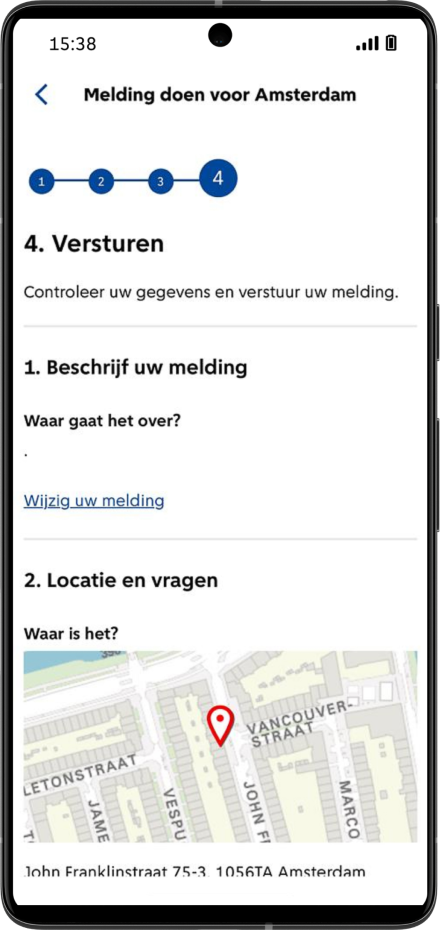 15:38
Melding doen voor Amsterdam
1 2 3 4
4. Versturen
Controleer uw gegevens en verstuur uw melding.
1. Beschrijf uw melding
Waar gaat het over?
.
Wijzig uw melding
2. Locatie en vragen
Waar is het?
VANCOUVER-
STRAAT
LETONSTRAAT
JAME
VESPU
JOHN F
MARCO
John Franklinstraat 75-3, 1056TA Amsterdam